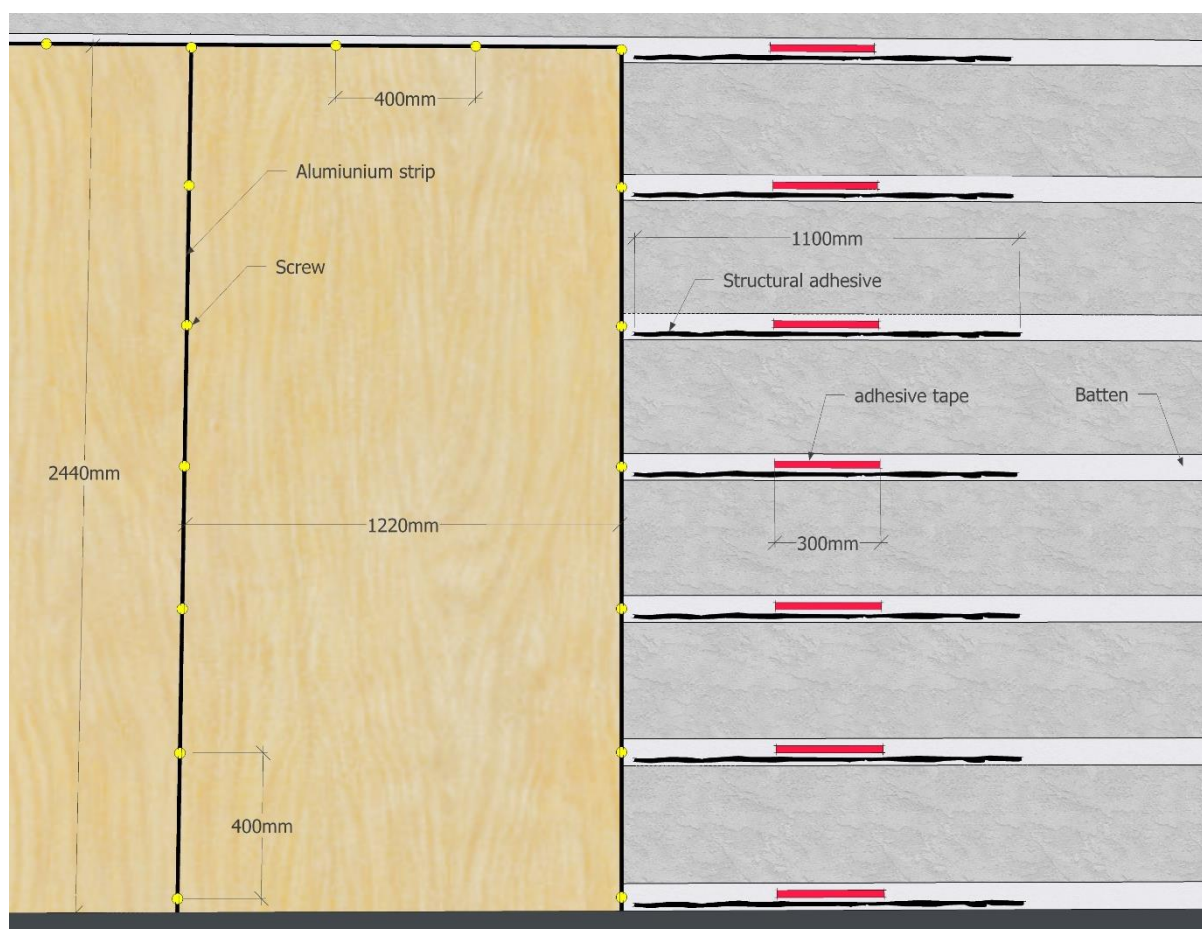 400mm
Alumiunium strip
1100mm
Screw
Structural adhesive
adhesive tape
Batten
2440mm
1220mm
300mm
400mm